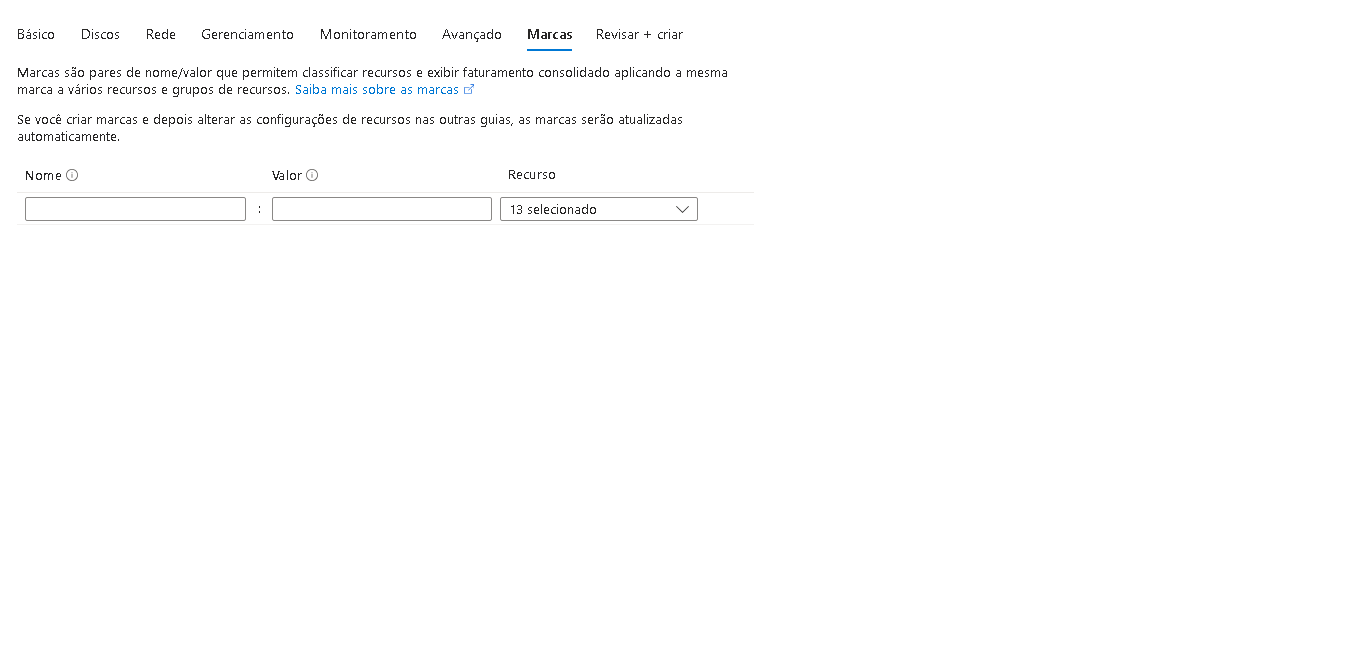 Básico Discos Rede Gerenciamento Monitoramento Avançado Marcas Revisar + criar
Marcas são pares de nome/valor que permitem classificar recursos e exibir faturamento consolidado aplicando a mesma
marca a vários recursos e grupos de recursos. Saiba mais sobre as marcas
Se você criar marcas e depois alterar as configurações de recursos nas outras guias, as marcas serão atualizadas
automaticamente.
Nome Valor Recurso
: 13 selecionado